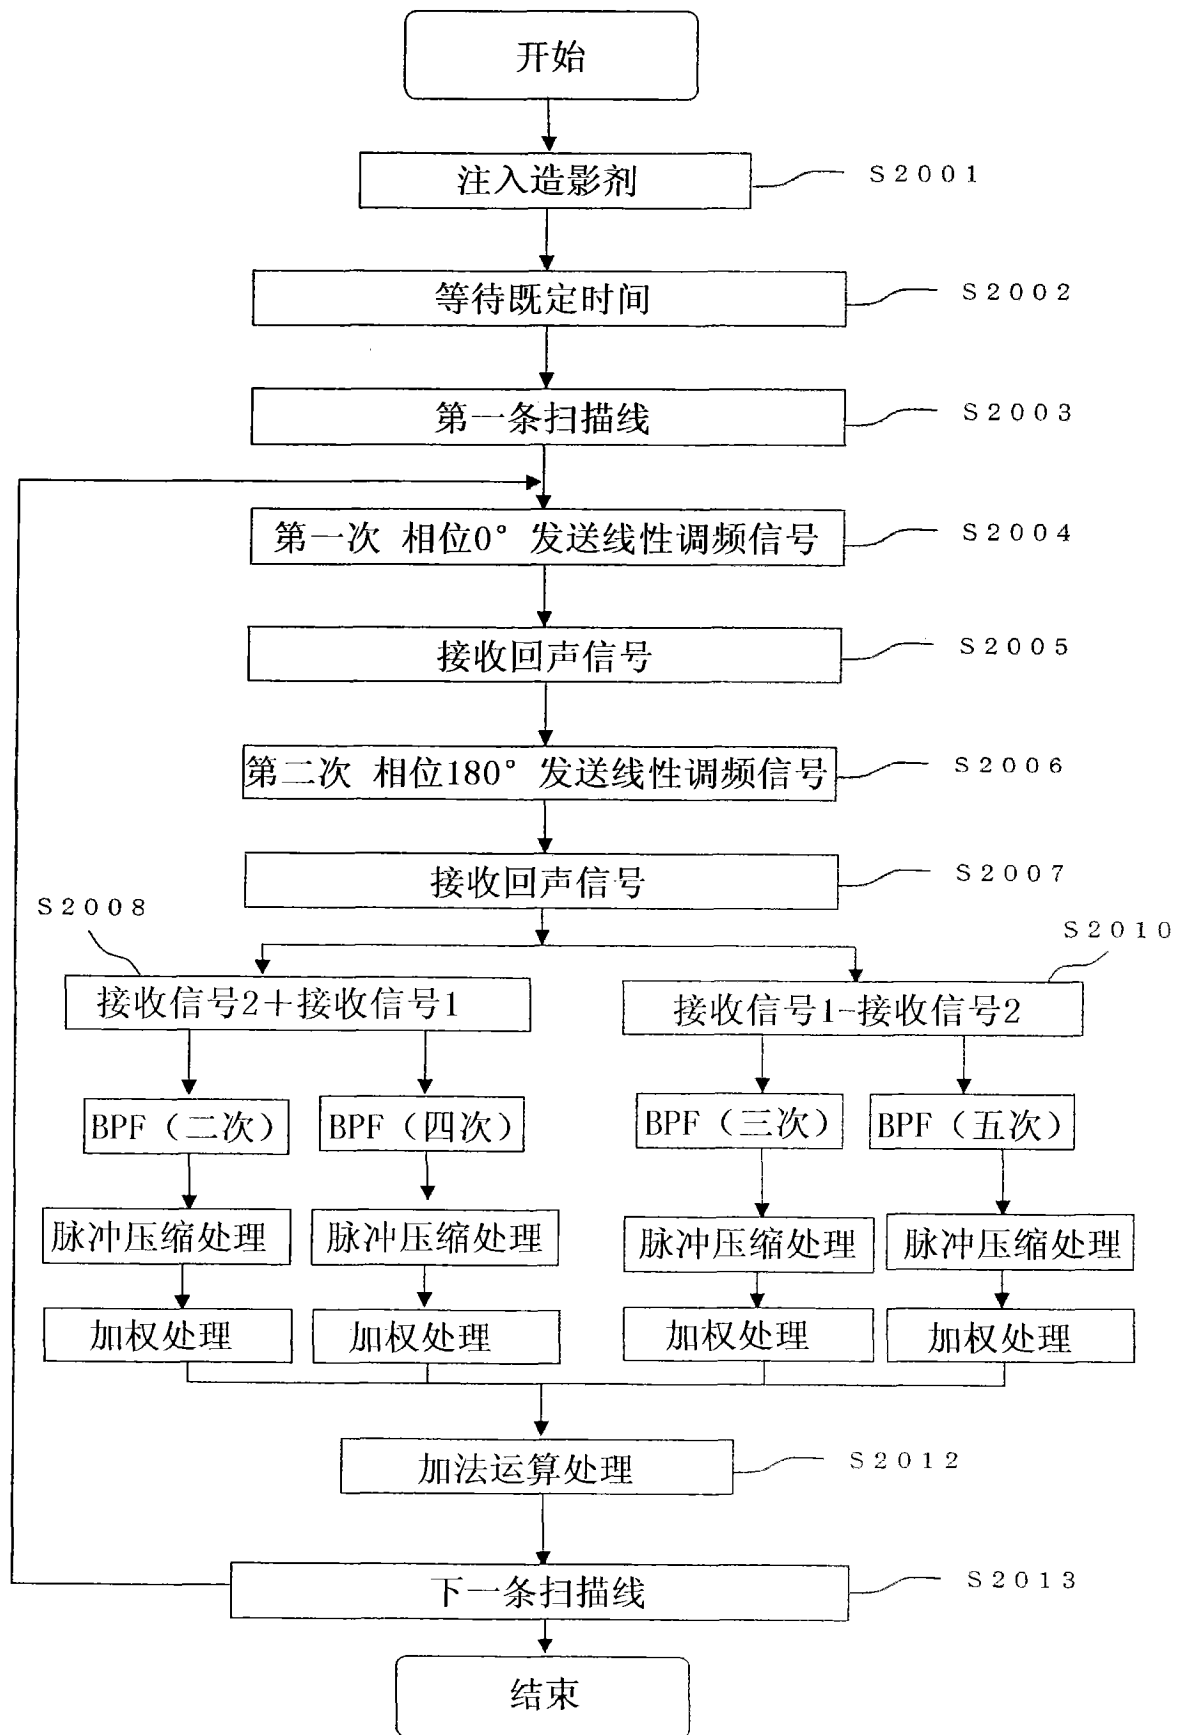 开始
注入造影剂
S2001
等待既定时间
S2002
第一条扫描线
S2003
第一次 相位0° 发送线性调频信号
S2004
接收回声信号
S2005
第二次 相位180° 发送线性调频信号
S2006
接收回声信号
S2007
S2008
S2010
接收信号2+接收信号1
接收信号1-接收信号2
BPF（二次）
BPF（四次）
BPF（三次）
BPF（五次）
脉冲压缩处理
脉冲压缩处理
脉冲压缩处理
脉冲压缩处理
加权处理
加权处理
加权处理
加权处理
加法运算处理
S2012
下一条扫描线
S2013
结束